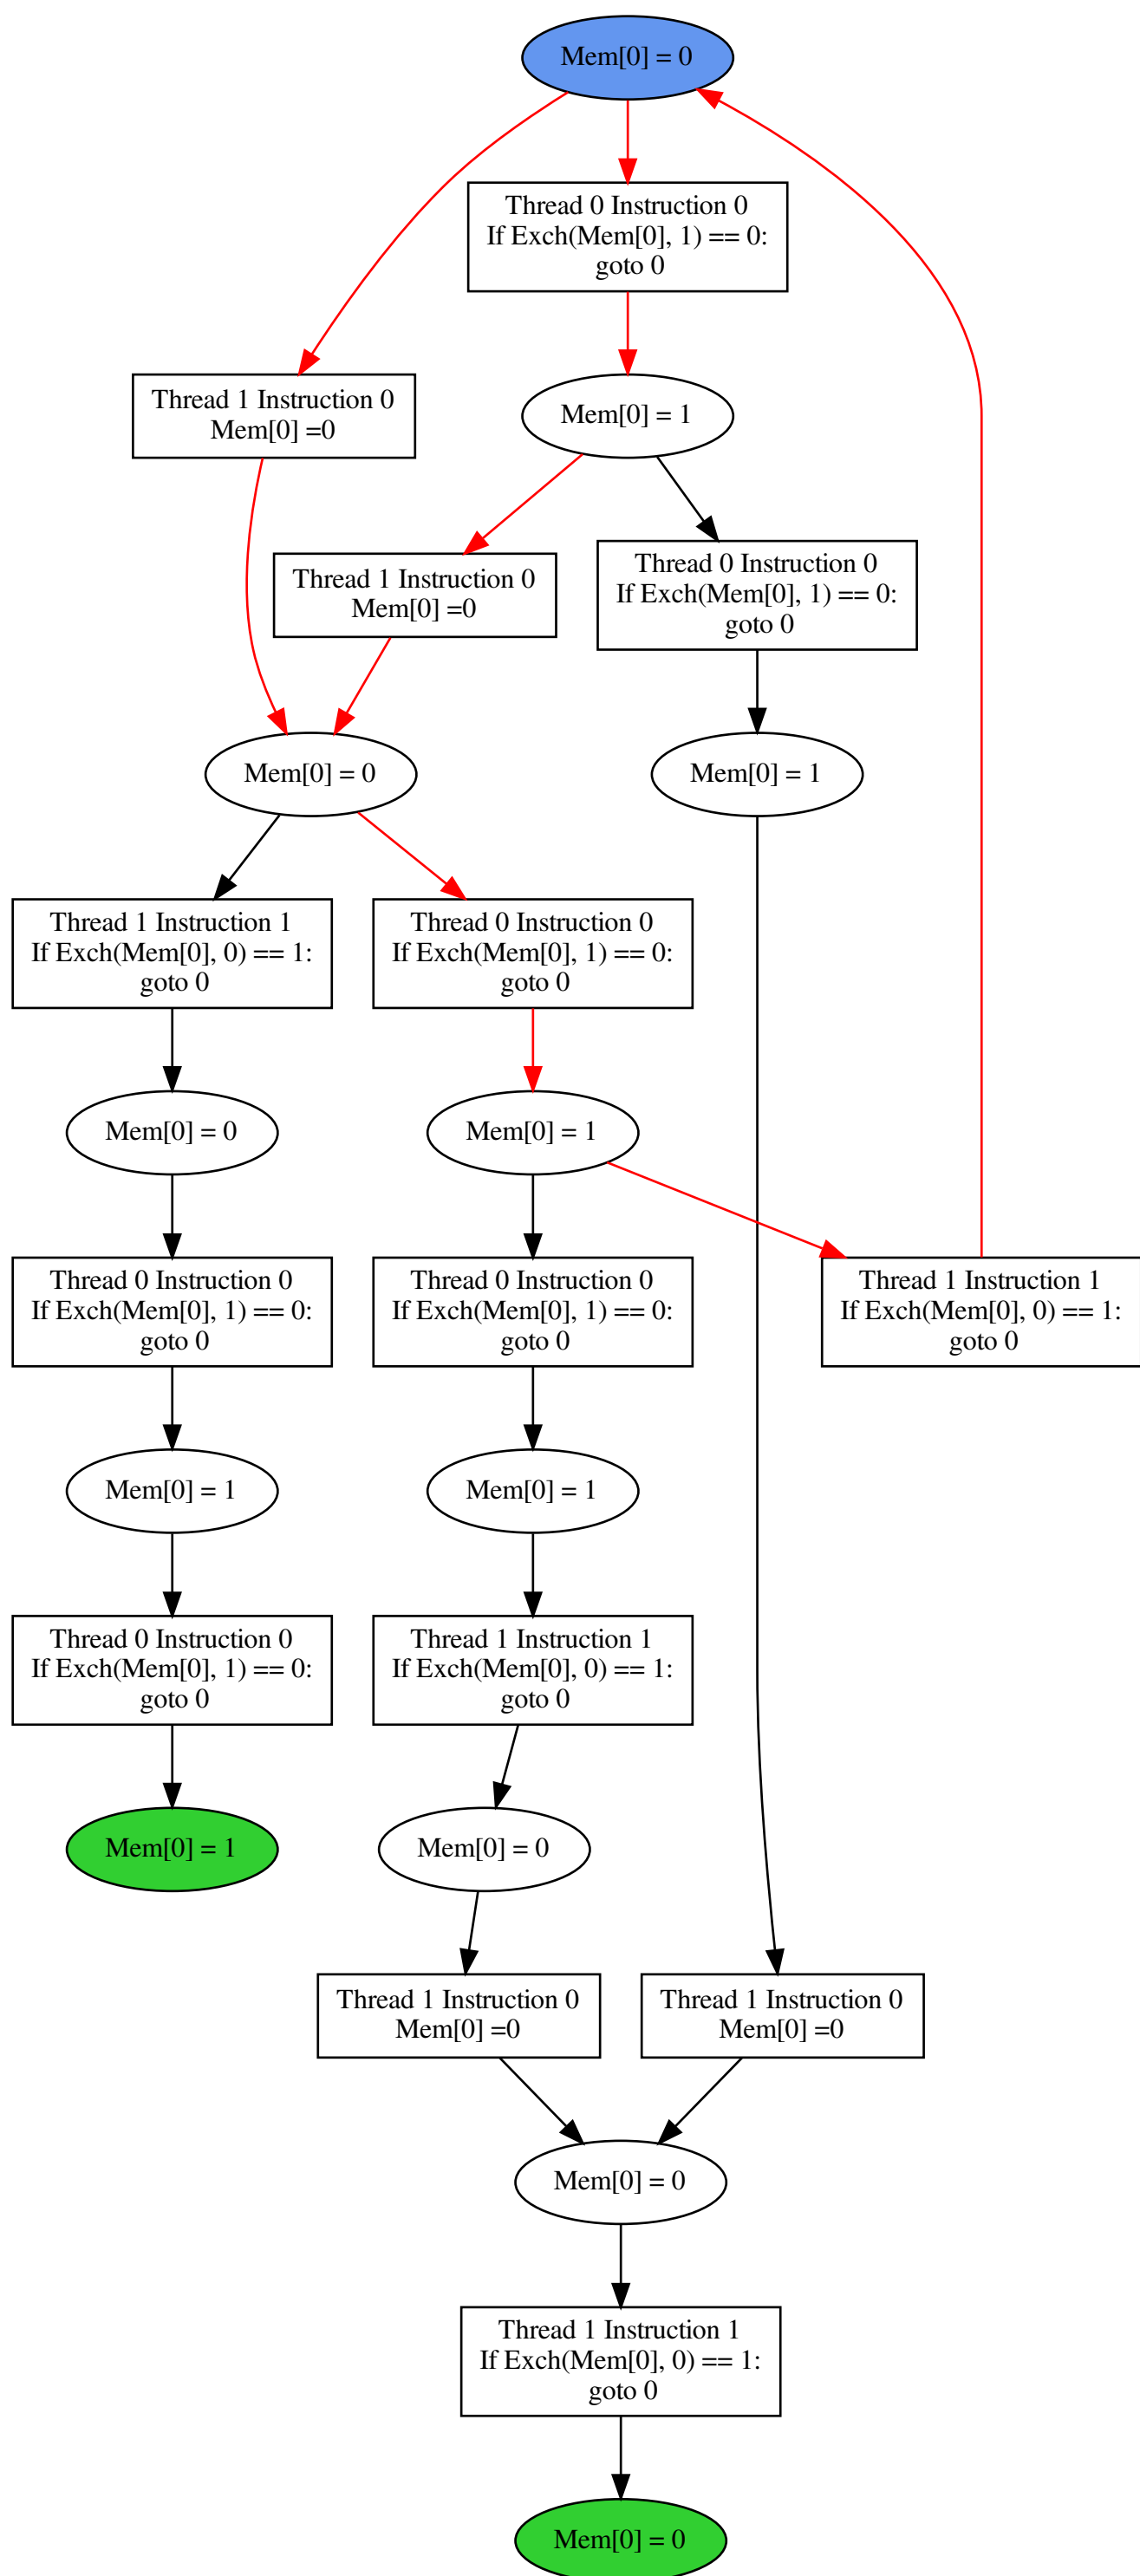 Mem[0] = 0
Thread 0 Instruction 0
If Exch(Mem[0], 1) == 0:
goto 0
Thread 1 Instruction 0
Mem[0] =0
Mem[0] = 1
Thread 1 Instruction 0
Mem[0] =0
Thread 0 Instruction 0
If Exch(Mem[0], 1) == 0:
goto 0
Mem[0] = 0
Mem[0] = 1
Thread 1 Instruction 1
If Exch(Mem[0], 0) == 1:
goto 0
Thread 0 Instruction 0
If Exch(Mem[0], 1) == 0:
goto 0
Mem[0] = 0
Mem[0] = 1
Thread 0 Instruction 0
If Exch(Mem[0], 1) == 0:
goto 0
Thread 0 Instruction 0
If Exch(Mem[0], 1) == 0:
goto 0
Thread 1 Instruction 1
If Exch(Mem[0], 0) == 1:
goto 0
Mem[0] = 1
Mem[0] = 1
Thread 0 Instruction 0
If Exch(Mem[0], 1) == 0:
goto 0
Thread 1 Instruction 1
If Exch(Mem[0], 0) == 1:
goto 0
Mem[0] = 1
Mem[0] = 0
Thread 1 Instruction 0
Mem[0] =0
Thread 1 Instruction 0
Mem[0] =0
Mem[0] = 0
Thread 1 Instruction 1
If Exch(Mem[0], 0) == 1:
goto 0
Mem[0] = 0